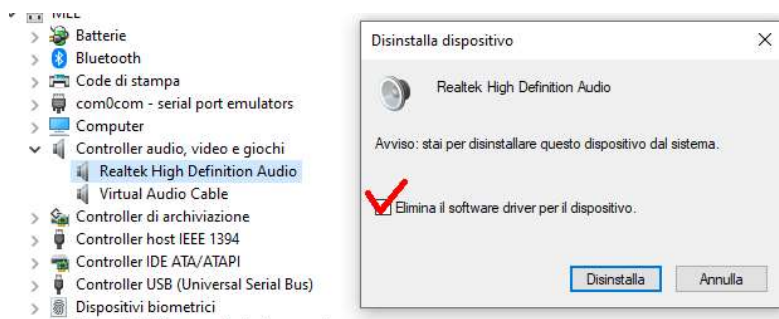 Batterie
Bluetooth
Code di stampa
com0com - serial port emulators
Computer
Controller audio, video e giochi
Realtek High Definition Audio
Virtual Audio Cable
Controller di archiviazione
Controller host IEEE 1394
Controller IDE ATA/ATAPI
Controller USB (Universal Serial Bus)
Dispositivi biometrici
Disinstalla dispositivo
Realtek High Definition Audio
Avviso: stai per disinstallare questo dispositivo dal sistema.
Elimina il software driver per il dispositivo.
Disinstalla
Annulla